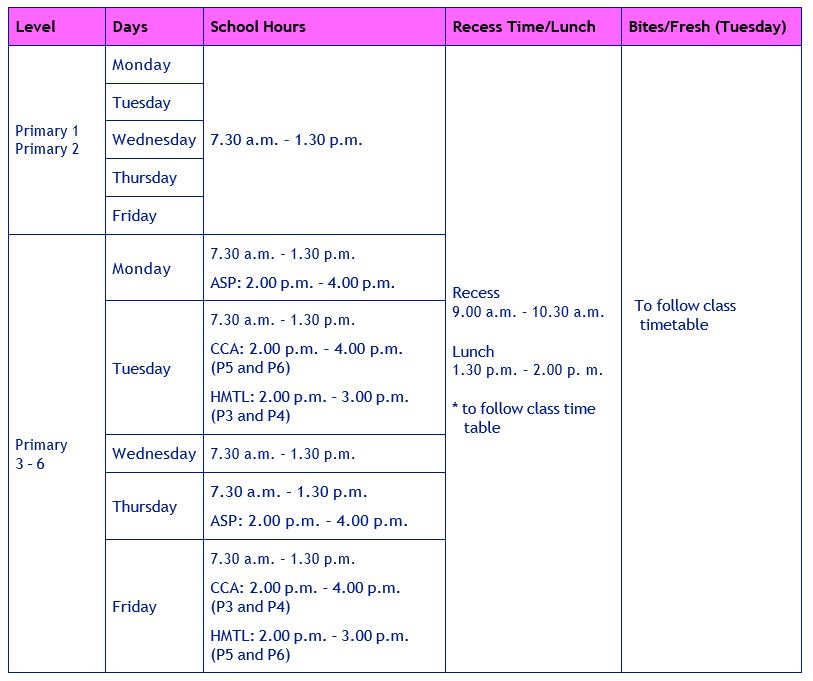 Level
Days
School Hours
Recess Time/Lunch
Bites/Fresh (Tuesday)
Primary 1
Primary 2
Monday
Tuesday
Wednesday
Thursday
Friday
7.30 a.m. – 1.30 p.m.
Primary
3 – 6
Monday
7.30 a.m. - 1.30 p.m.
ASP: 2.00 p.m. – 4.00 p.m.
Tuesday
7.30 a.m. - 1.30 p.m.
CCA: 2.00 p.m. – 4.00 p.m.
(P5 and P6)
HMTL: 2.00 p.m. – 3.00 p.m.
(P3 and P4)
Wednesday
7.30 a.m. - 1.30 p.m.
Thursday
7.30 a.m. – 1.30 p.m.
ASP: 2.00 p.m. – 4.00 p.m.
Friday
7.30 a.m. - 1.30 p.m.
CCA: 2.00 p.m. – 4.00 p.m.
(P3 and P4)
HMTL: 2.00 p.m. – 3.00 p.m.
(P5 and P6)
Recess
9.00 a.m. – 10.30 a.m.
Lunch
1.30 p.m. – 2.00 p. m.
* to follow class time
table
To follow class
timetable